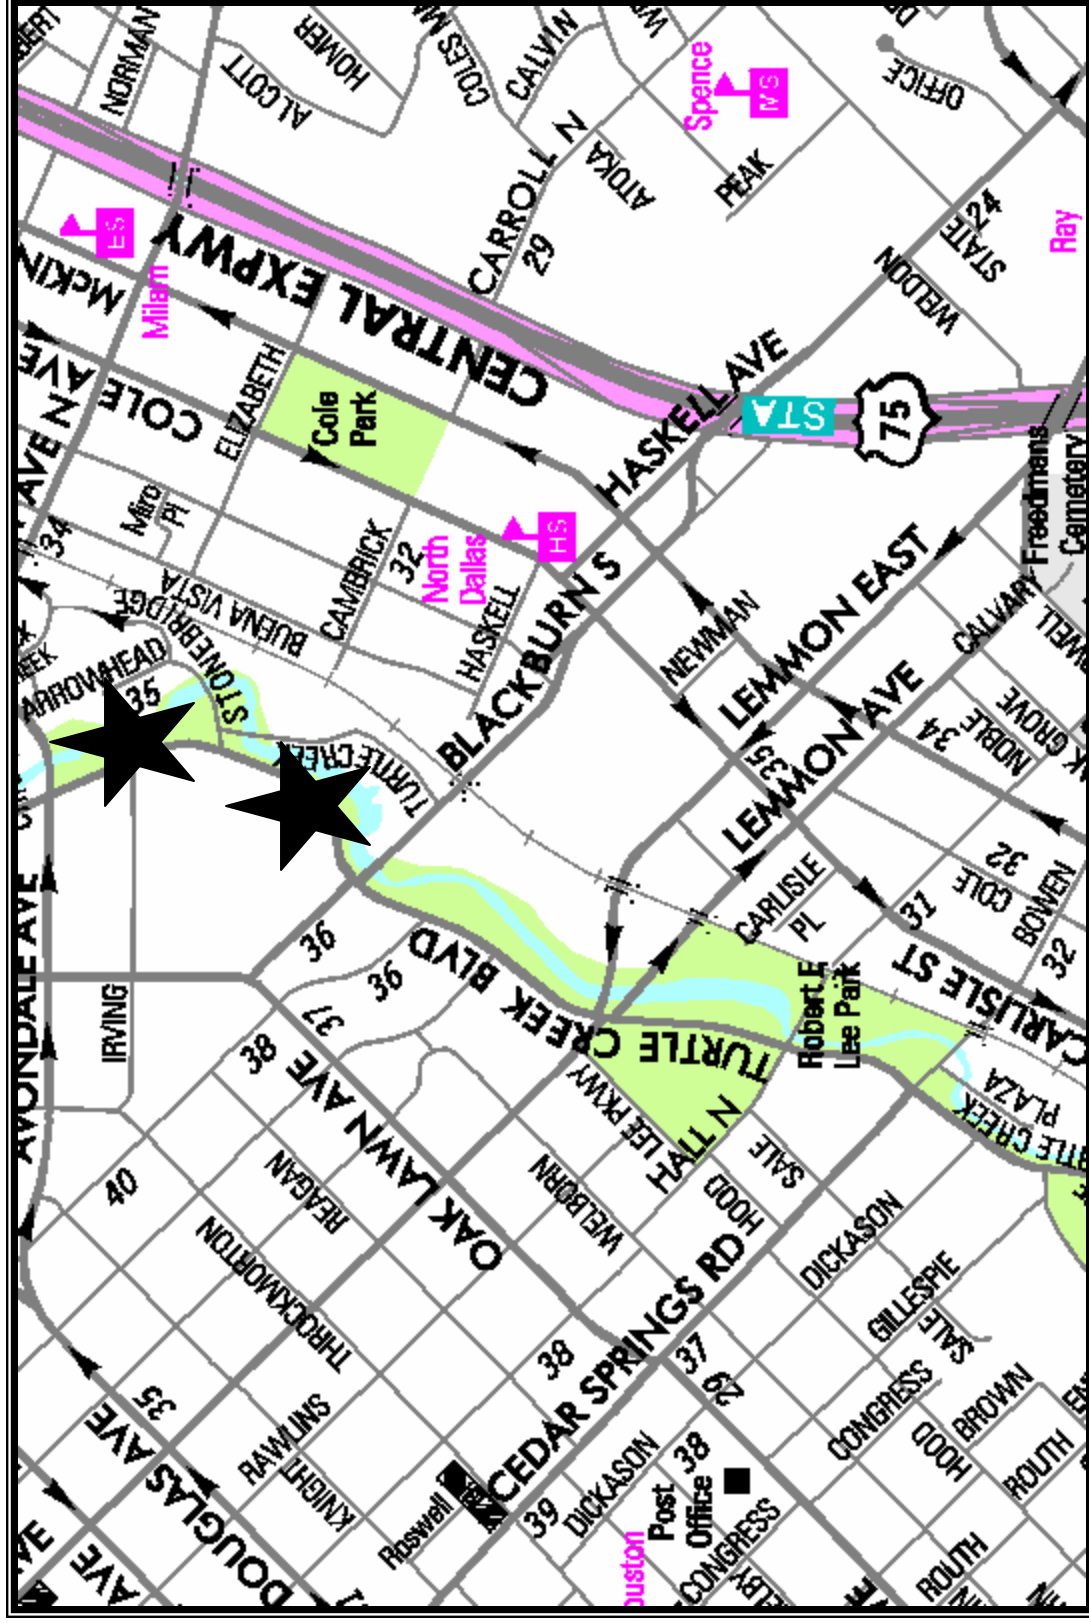 NORMAN
HOMER
ALCOTT
CALVIN
CARROLL N
ATOKA
29
Spence
MS
PEAK
OFFICE
STATE 24
WELDON
Ray
ES
Milam
McKIN
CENTRAL EXPWY
AVE
COLE
AVE N
ELIZABETH
Cole
Park
HASKELL AVE
STA
75
Freedmans
Cemetery
34
Miro
Pl
STONEBRIDGE
BUENA VISTA
CAMBRICK
32
North
Dallas
HS
HASKELL
BLACKBURN S
NEWMAN
LEMMON EAST
CALVARY
ARROWHEAD
35
TURTLE CREEK
35
LEMMON AVE
34
NOBLE
GROVE
32
COLE
BOWEN
32
CARLISLE
PL
31
CARLISLE ST
AVONDALE AVE
IRVING
36
36
37
38
TURTLE CREEK BLVD
Robert E
Lee Park
LEE PKWY
HALL N
PLAZA
OAK LAWN AVE
40
REAGAN
WELBORN
HOOD
SALE
THROCKMORTON
DICKASON
GILLESPIE
SALE
CEDAR SPRINGS RD
38
37
29
35
DOUGLAS AVE
RAWLINS
KNIGHT
Roswell
39
DICKASON
38
Post
Office
CONGRESS
CONGRESS
HOOD
BROWN
ROUTH
ROUTH
AVE